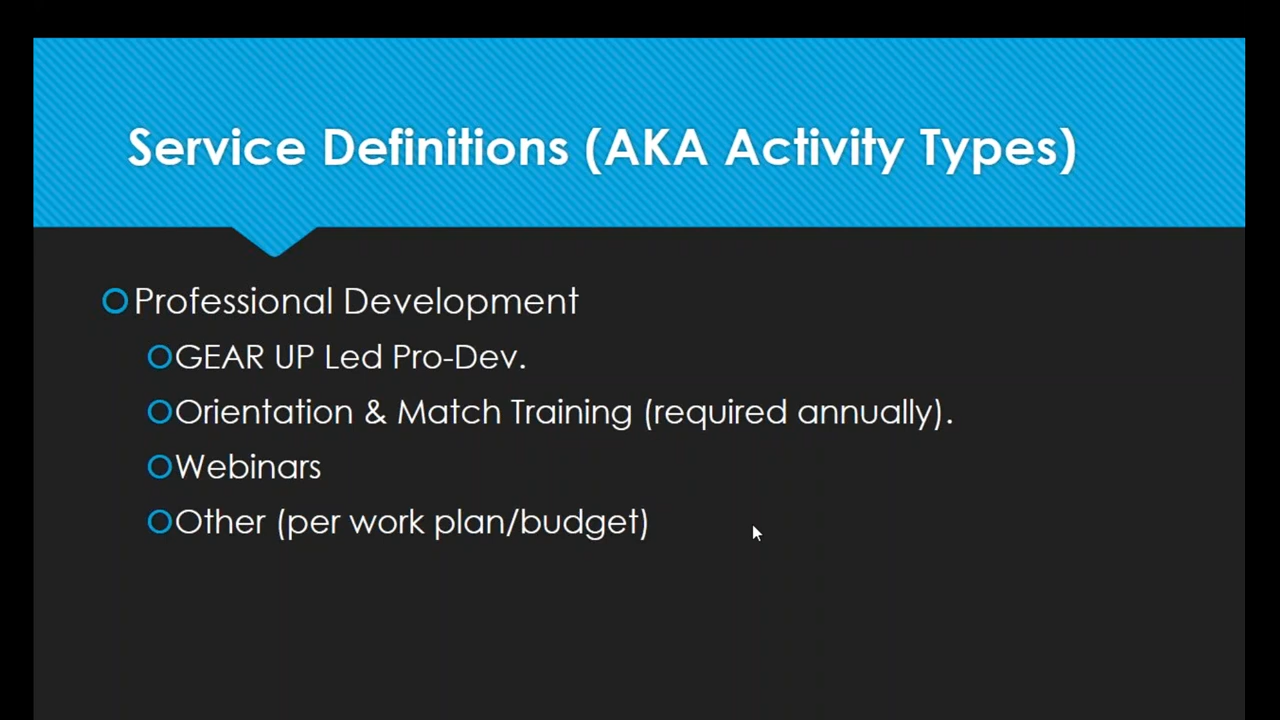 Service Definitions (AKA Activity Types)
Professional Development
GEAR UP Led Pro-Dev.
Orientation & Match Training (required annually).
Webinars
Other (per work plan/budget)